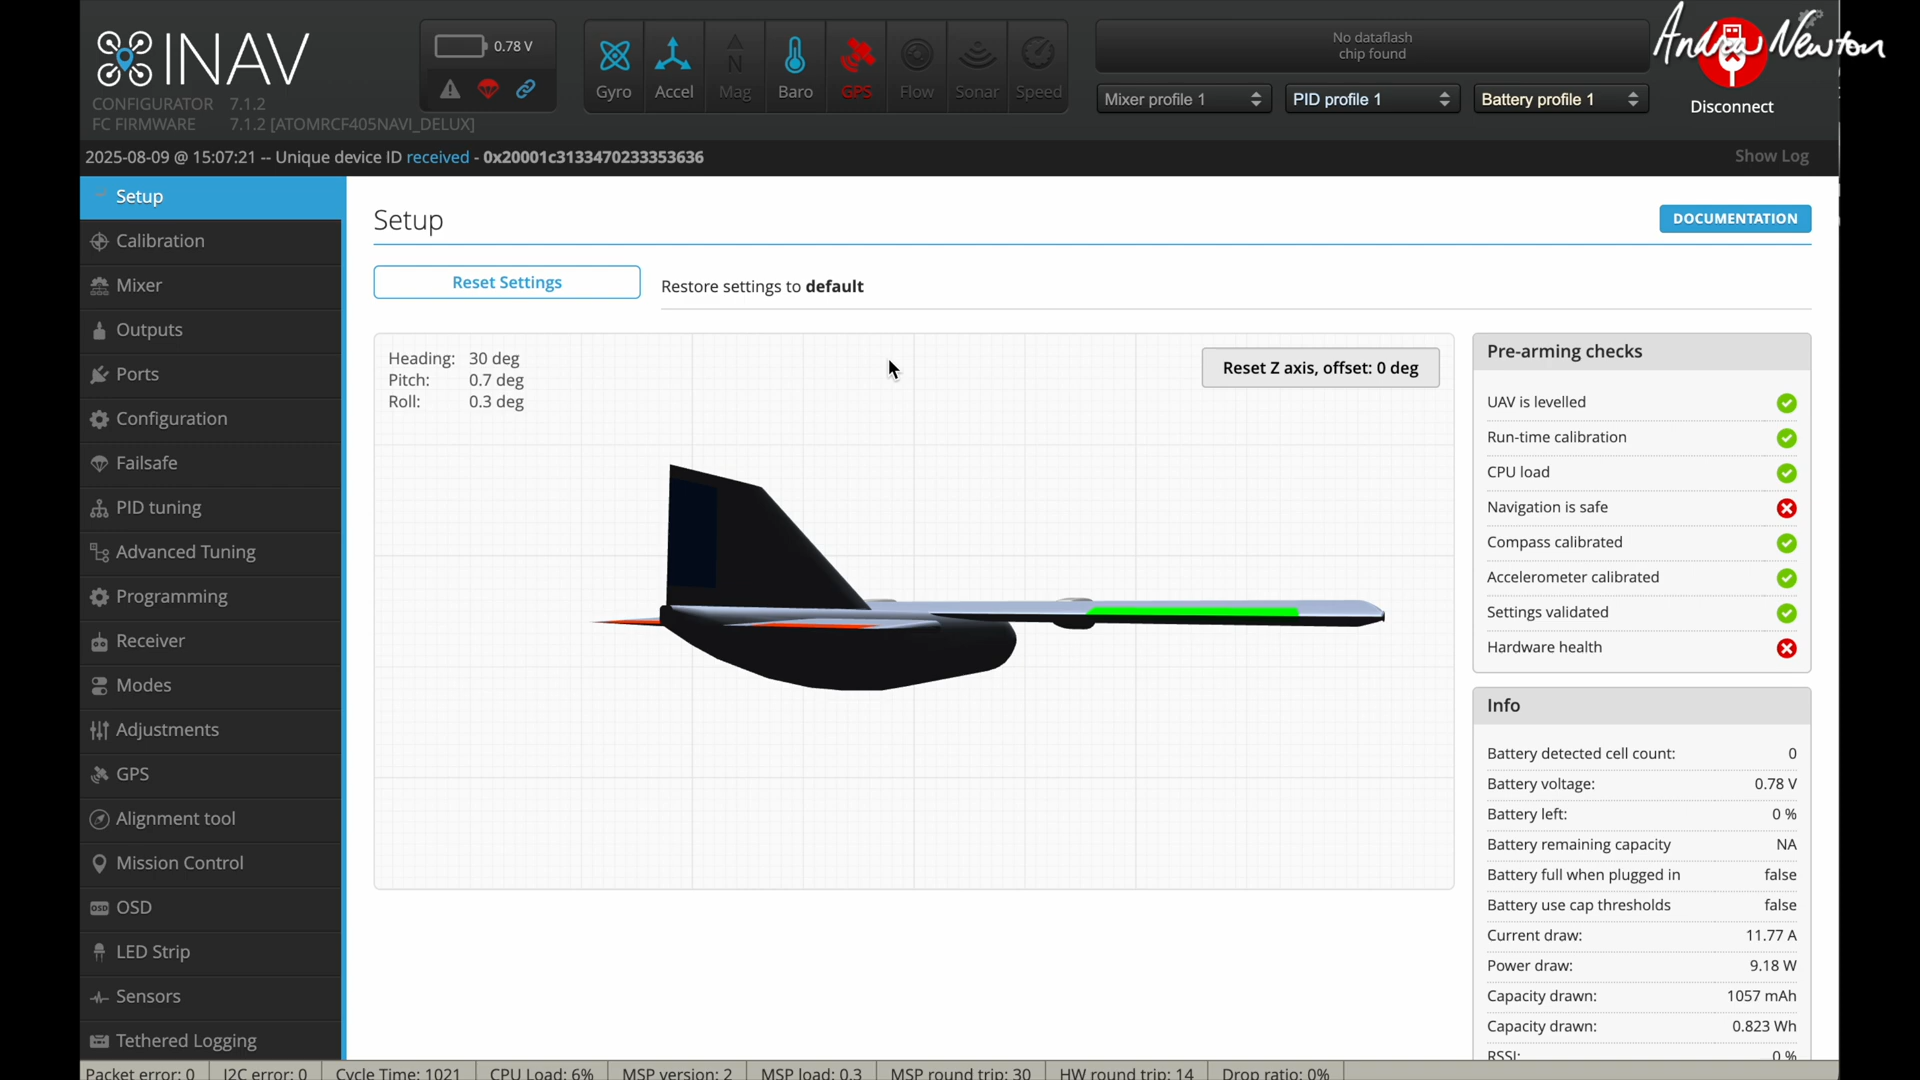 INAV
CONFIGURATOR 7.1.2
FC FIRMWARE 7.1.2 [ATOMRCF405NAVI_DELUX]
0.78 V
Gyro
Accel
N
Mag
Baro
GPS
Flow
Sonar
Speed
No dataflash
chip found
Mixer profile 1
PID profile 1
Battery profile 1
Andrew Newton
Disconnect
2025-08-09 @ 15:07:21 -- Unique device ID received - 0x20001c3133470233353636
Show Log
Setup
Calibration
Mixer
Outputs
Ports
Configuration
Failsafe
PID tuning
Advanced Tuning
Programming
Receiver
Modes
Adjustments
GPS
Alignment tool
Mission Control
OSD
OSD
LED Strip
Sensors
Tethered Logging
Setup
DOCUMENTATION
Reset Settings
Restore settings to default
Heading: 30 deg
Pitch: 0.7 deg
Roll: 0.3 deg
Reset Z axis, offset: 0 deg
Pre-arming checks
UAV is levelled
Run-time calibration
CPU load
Navigation is safe
Compass calibrated
Accelerometer calibrated
Settings validated
Hardware health
Info
Battery detected cell count: 0
Battery voltage: 0.78 V
Battery left: 0 %
Battery remaining capacity NA
Battery full when plugged in false
Battery use cap thresholds false
Current draw: 11.77 A
Power draw: 9.18 W
Capacity drawn: 1057 mAh
Capacity drawn: 0.823 Wh
RSSI: 0 %
Packet error: 0
I2C error: 0
Cycle Time: 1021
CPU Load: 6%
MSP version: 2
MSP load: 0.3
MSP round trip: 30
HW round trip: 14
Drop ratio: 0%